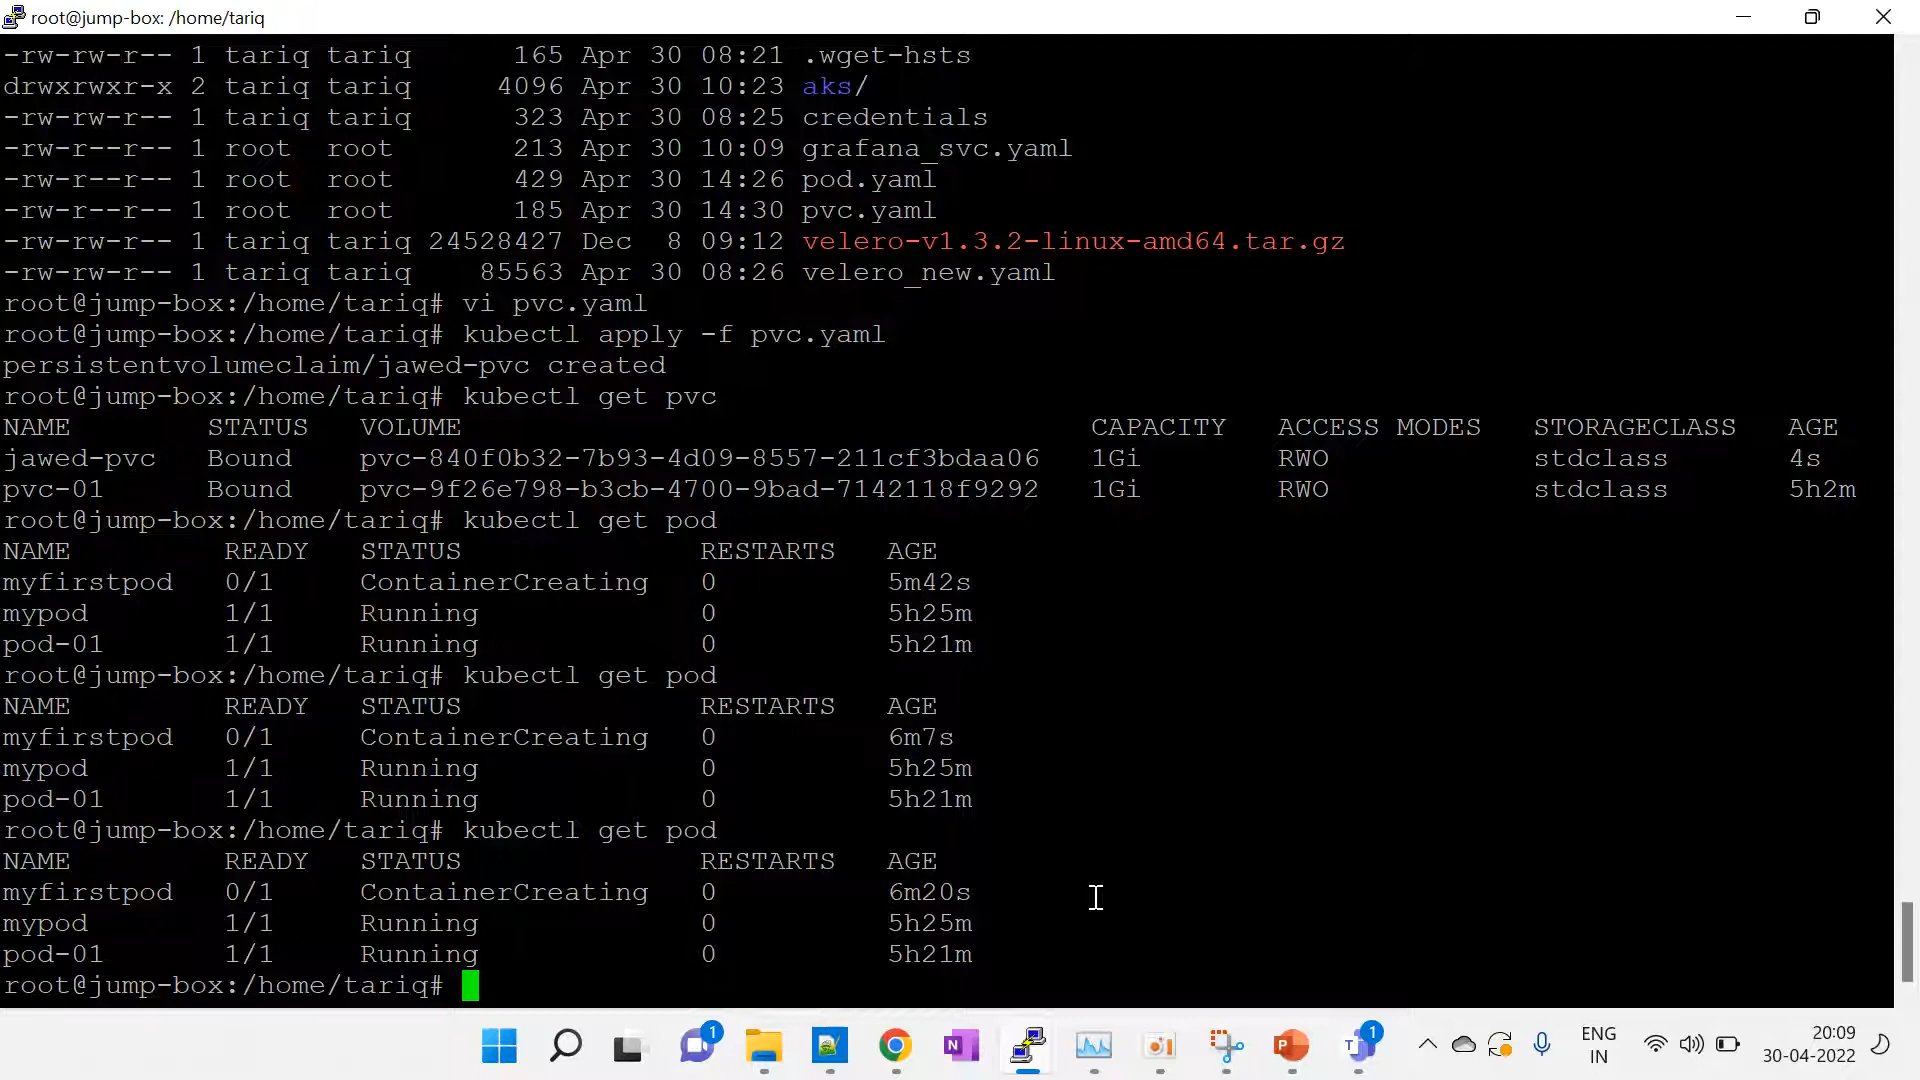 root@jump-box: /home/tariq
-rw-rw-r-- 1 tariq tariq      165 Apr 30 08:21 .wget-hsts
drwxrwxr-x 2 tariq tariq     4096 Apr 30 10:23 aks/
-rw-rw-r-- 1 tariq tariq      323 Apr 30 08:25 credentials
-rw-r--r-- 1 root  root       213 Apr 30 10:09 grafana_svc.yaml
-rw-r--r-- 1 root  root       429 Apr 30 14:26 pod.yaml
-rw-r--r-- 1 root  root       185 Apr 30 14:30 pvc.yaml
-rw-rw-r-- 1 tariq tariq 24528427 Dec  8 09:12 velero-v1.3.2-linux-amd64.tar.gz
-rw-rw-r-- 1 tariq tariq    85563 Apr 30 08:26 velero_new.yaml
root@jump-box:/home/tariq# vi pvc.yaml
root@jump-box:/home/tariq# kubectl apply -f pvc.yaml
persistentvolumeclaim/jawed-pvc created
root@jump-box:/home/tariq# kubectl get pvc
NAME        STATUS   VOLUME                                     CAPACITY   ACCESS MODES   STORAGECLASS   AGE
jawed-pvc   Bound    pvc-840f0b32-7b93-4d09-8557-211cf3bdaa06   1Gi        RWO            stdclass       4s
pvc-01      Bound    pvc-9f26e798-b3cb-4700-9bad-7142118f9292   1Gi        RWO            stdclass       5h2m
root@jump-box:/home/tariq# kubectl get pod
NAME         READY   STATUS              RESTARTS   AGE
myfirstpod   0/1     ContainerCreating   0          5m42s
mypod        1/1     Running             0          5h25m
pod-01       1/1     Running             0          5h21m
root@jump-box:/home/tariq# kubectl get pod
NAME         READY   STATUS              RESTARTS   AGE
myfirstpod   0/1     ContainerCreating   0          6m7s
mypod        1/1     Running             0          5h25m
pod-01       1/1     Running             0          5h21m
root@jump-box:/home/tariq# kubectl get pod
NAME         READY   STATUS              RESTARTS   AGE
myfirstpod   0/1     ContainerCreating   0          6m20s
mypod        1/1     Running             0          5h25m
pod-01       1/1     Running             0          5h21m
root@jump-box:/home/tariq#
1
N
P
T
1
ENG
IN
20:09
30-04-2022